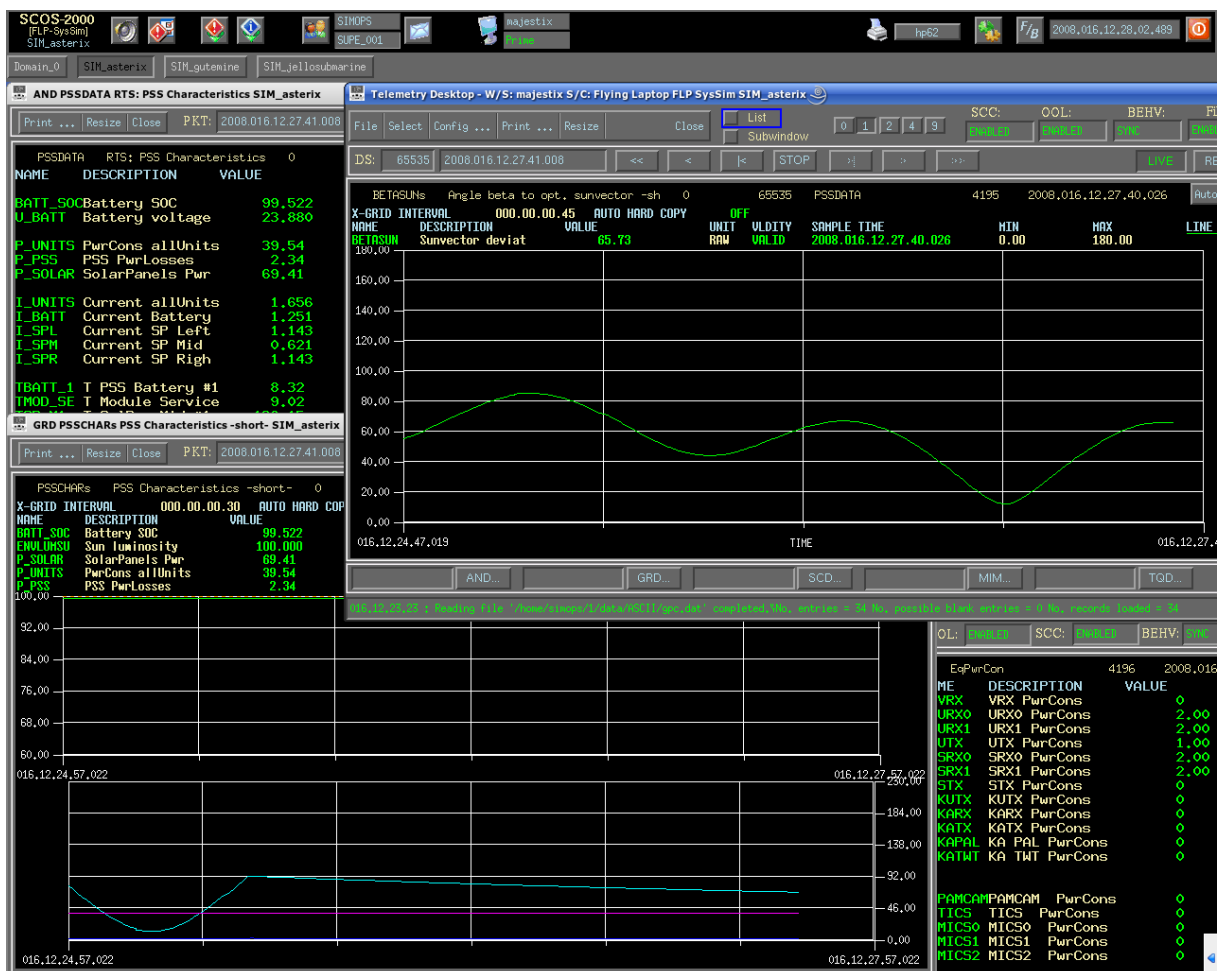 SCOS-2000
[FLP-SysSim]
SIM_asterix
SIMOPS
SUPE_001
majestix
Prime
hp62
F/B
2008.016.12.28.02.489
Domain_0 SIM_asterix SIM_gutemine SIM_jellosubmarine
AND PSSDATA RTS: PSS Characteristics SIM_asterix
Print ... Resize Close PKT: 2008.016.12.27.41.008
PSSDATA RTS: PSS Characteristics 0
NAME DESCRIPTION VALUE
BATT_SOC Battery SOC 99.522
U_BATT Battery voltage 23.880
P_UNITS PwrCons allUnits 39.54
P_PSS PSS PwrLosses 2.34
P_SOLAR SolarPanels Pwr 69.41
I_UNITS Current allUnits 1.656
I_BATT Current Battery 1.251
I_SPL Current SP Left 1.143
I_SPM Current SP Mid 0.621
I_SPR Current SP Righ 1.143
TBATT_1 T PSS Battery #1 8.32
TMOD_SE T Module Service 9.02
Telemetry Desktop - W/S: majestix S/C: Flying Laptop FLP SysSim SIM_asterix
File Select Config ... Print ... Resize Close
List
Subwindow
0 1 2 4 9
SCC: OOL: BEHV:
ENABLED ENABLED SYNC
DS: 65535 2008.016.12.27.41.008 << < |< STOP >| :> >> LIVE
BETASUNs Angle beta to opt. sunvector -sh 0 65535 PSSDATA 4195 2008.016.12.27.40.026 Auto
X-GRID INTERVAL 000.00.00.45 AUTO HARD COPY OFF
NAME DESCRIPTION VALUE UNIT VLDITY SAMPLE TIME MIN MAX LINE
BETASUN Sunvector deviat 65.73 RAW VALID 2008.016.12.27.40.026 0.00 180.00
180.00
160.00
140.00
120.00
100.00
80.00
60.00
40.00
20.00
0.00
016.12.24.47.019 TIME 016.12.27.4
AND... GRD... SCD... MIM... TQD...
016.12.23.23 : Reading file '/home/simops/1/data/ASCII/gpc.dat' completed.%No. entries = 34 No. possible blank entries = 0 No. records loaded = 34
GRD PSSCHARs PSS Characteristics -short- SIM_asterix
Print ... Resize Close PKT: 2008.016.12.27.41.008
PSSCHARs PSS Characteristics -short- 0
X-GRID INTERVAL 000.00.00.30 AUTO HARD COP
NAME DESCRIPTION VALUE
BATT_SOC Battery SOC 99.522
ENVLUMSU Sun luminosity 100.000
P_SOLAR SolarPanels Pwr 69.41
P_UNITS PwrCons allUnits 39.54
P_PSS PSS PwrLosses 2.34
100.00
92.00
84.00
76.00
68.00
60.00
016.12.24.57.022 016.12.27.57.022
230.00
184.00
138.00
92.00
46.00
0.00
016.12.24.57.022 016.12.27.57.022
OL: ENABLED SCC: ENABLED BEHV: SYNC
EqPwrCon 4196 2008.016
ME DESCRIPTION VALUE
VRX VRX PwrCons 0
URX0 URX0 PwrCons 2.00
URX1 URX1 PwrCons 2.00
UTX UTX PwrCons 1.00
SRX0 SRX0 PwrCons 2.00
SRX1 SRX1 PwrCons 2.00
STX STX PwrCons 0
KUTX KUTX PwrCons 0
KARX KARX PwrCons 0
KATX KATX PwrCons 0
KAPAL KA PAL PwrCons 0
KATWT KA TWT PwrCons 0
PAMCAM PAMCAM PwrCons 0
TICS TICS PwrCons 0
MICS0 MICS0 PwrCons 0
MICS1 MICS1 PwrCons 0
MICS2 MICS2 PwrCons 0